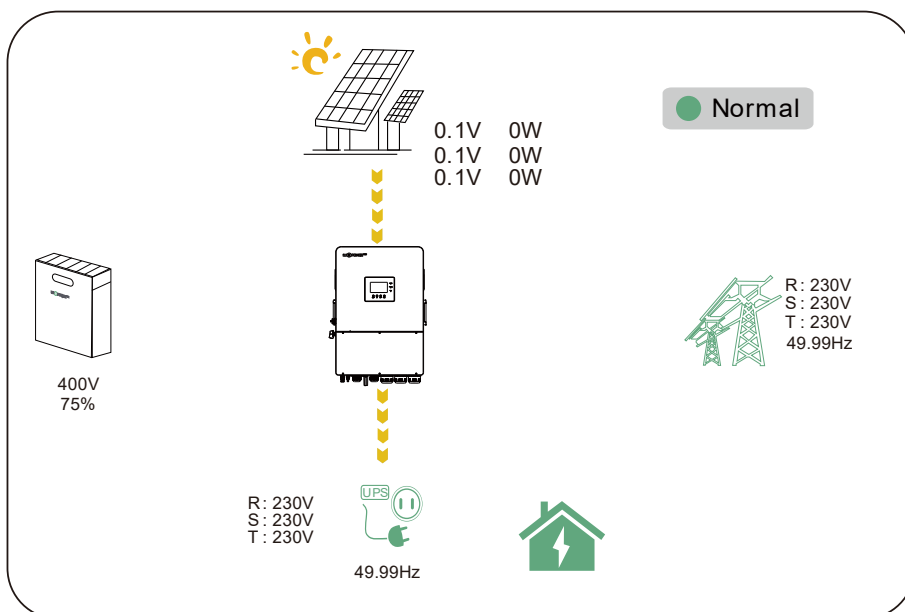 Normal
0.1V 0W
0.1V 0W
0.1V 0W
R: 230V
S: 230V
T: 230V
49.99Hz
400V
75%
UPS
R: 230V
S: 230V
T: 230V
49.99Hz